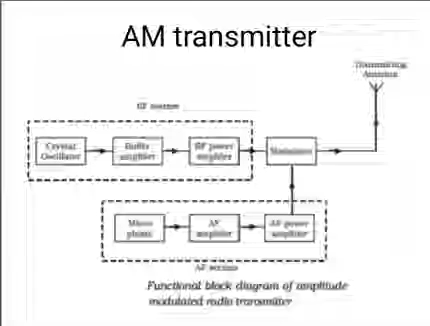 AM transmitter
Transmitting
Antenna
RF section
Crystal
Oscillator
Buffer
amplifier
RF power
amplifier
Modulator
Micro
phone
AF
amplifier
AF power
amplifier
AF section
Functional block diagram of amplitude
modulated radio transmitter